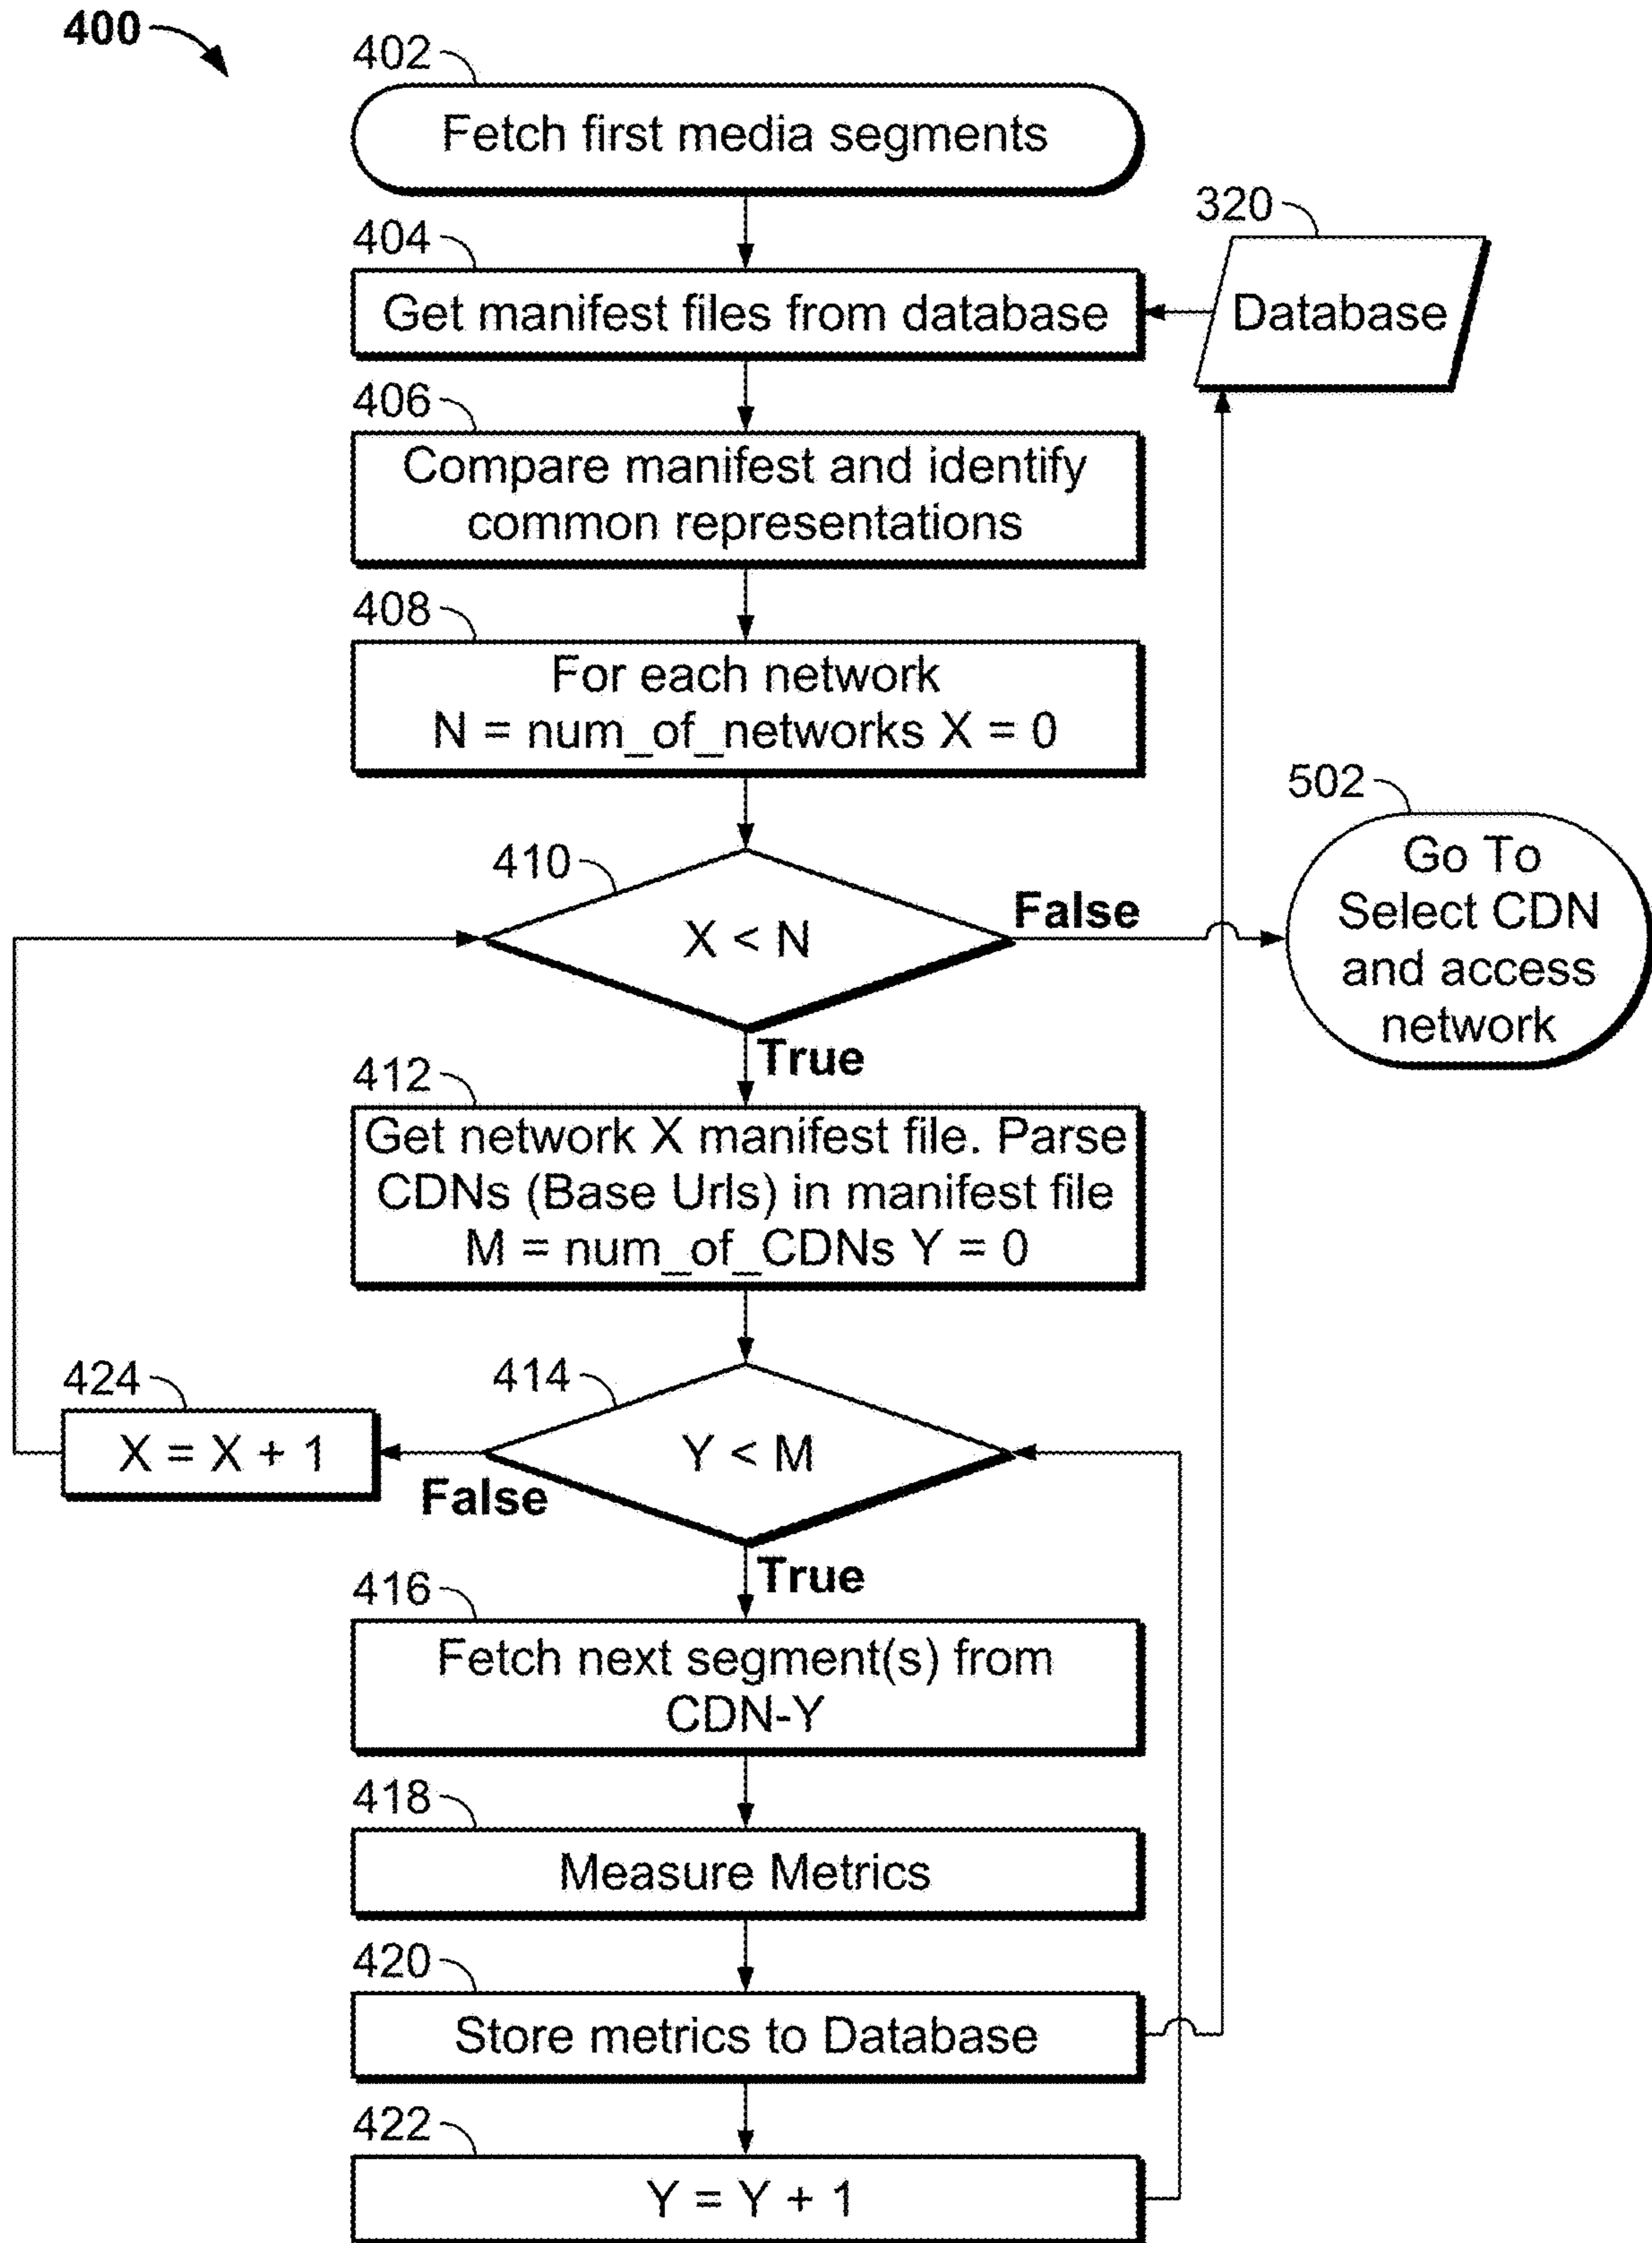 400
402
Fetch first media segments
404
Get manifest files from database
320
Database
406
Compare manifest and identify
common representations
408
For each network
N = num_of_networks X = 0
410
X < N
False
True
502
Go To
Select CDN
and access
network
412
Get network X manifest file. Parse
CDNs (Base Urls) in manifest file
M = num_of_CDNs Y = 0
414
Y < M
False
True
424
X = X + 1
416
Fetch next segment(s) from
CDN-Y
418
Measure Metrics
420
Store metrics to Database
422
Y = Y + 1